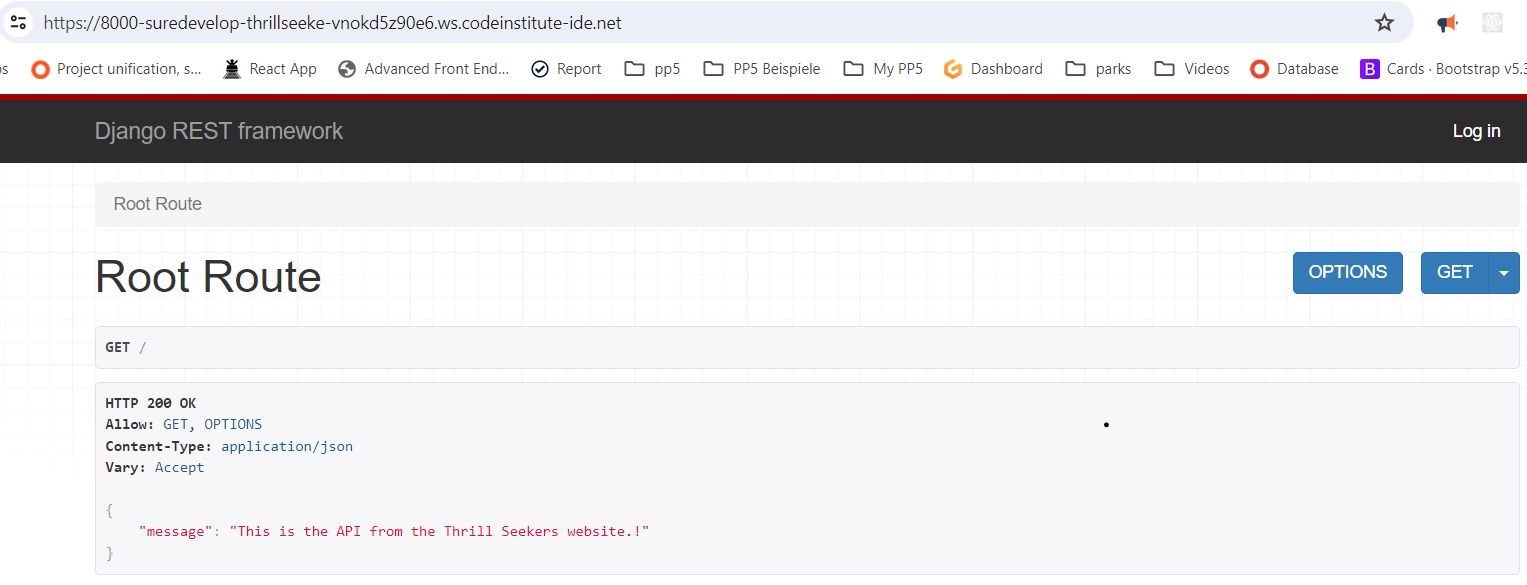 https://8000-suredevelop-thrillseeke-vnokd5z90e6.ws.codeinstitute-ide.net
s Project unification, s... React App Advanced Front End... Report pp5 PP5 Beispiele My PP5 Dashboard parks Videos Database B Cards · Bootstrap v5.3
Django REST framework Log in
Root Route
Root Route OPTIONS GET
GET /
HTTP 200 OK
Allow: GET, OPTIONS
Content-Type: application/json
Vary: Accept
{
"message": "This is the API from the Thrill Seekers website.!"
}